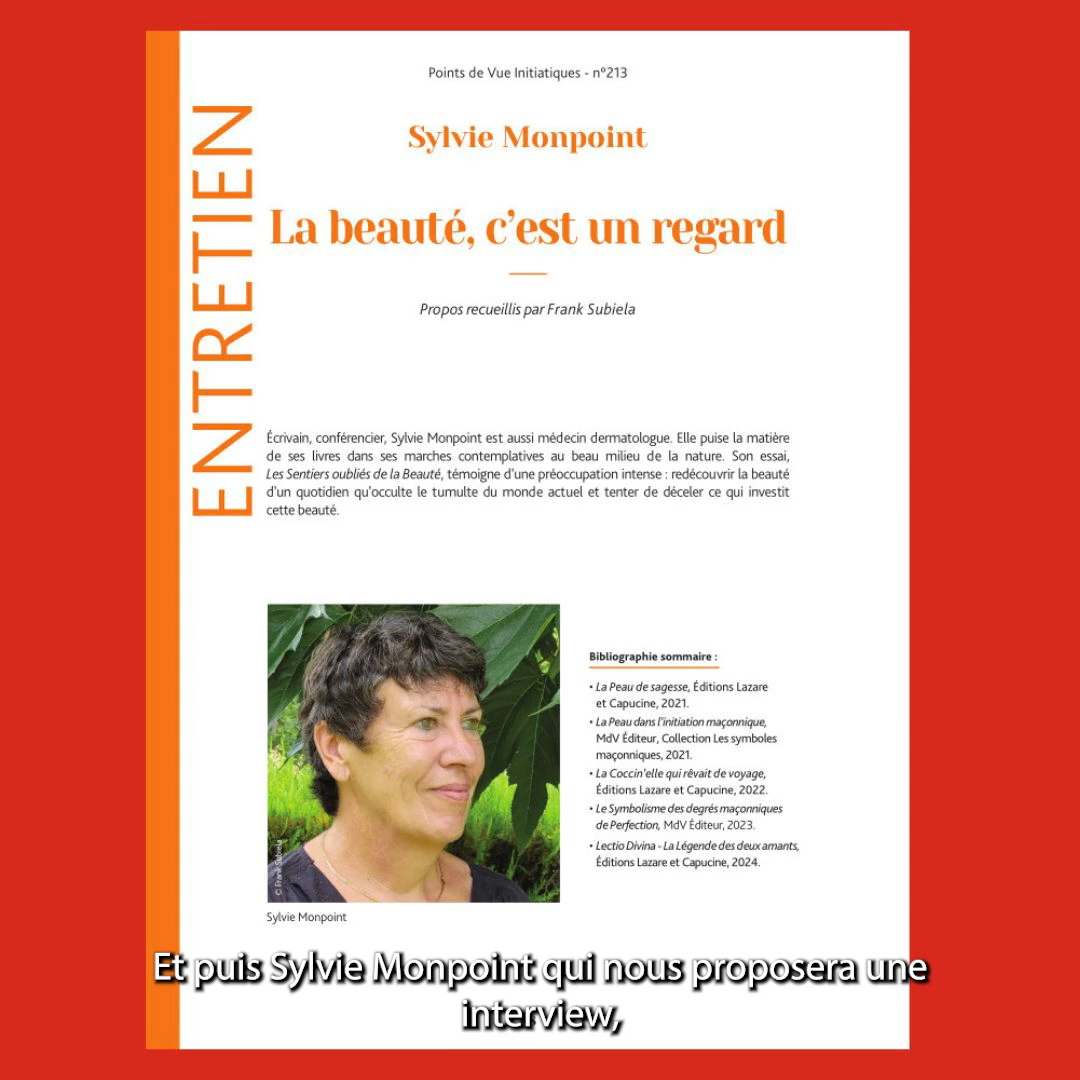 Points de Vue Initiatiques - n°213
ENTRETIEN
Sylvie Monpoint
La beauté, c'est un regard
Propos recueillis par Frank Subiela
Écrivain, conférencier, Sylvie Monpoint est aussi médecin dermatologue. Elle puise la matière
de ses livres dans ses marches contemplatives au beau milieu de la nature. Son essai,
Les Sentiers oubliés de la Beauté, témoigne d'une préoccupation intense : redécouvrir la beauté
d'un quotidien qu'occulte le tumulte du monde actuel et tenter de déceler ce qui investit
cette beauté.
© Frank Subiela
Sylvie Monpoint
Bibliographie sommaire :
• La Peau de sagesse, Éditions Lazare
et Capucine, 2021.
• La Peau dans l'initiation maçonnique,
MdV Éditeur, Collection Les symboles
maçonniques, 2021.
• La Coccin'elle qui rêvait de voyage,
Éditions Lazare et Capucine, 2022.
• Le Symbolisme des degrés maçonniques
de Perfection, MdV Éditeur, 2023.
• Lectio Divina - La Légende des deux amants,
Éditions Lazare et Capucine, 2024.
Et puis Sylvie Monpoint qui nous proposera une
interview,